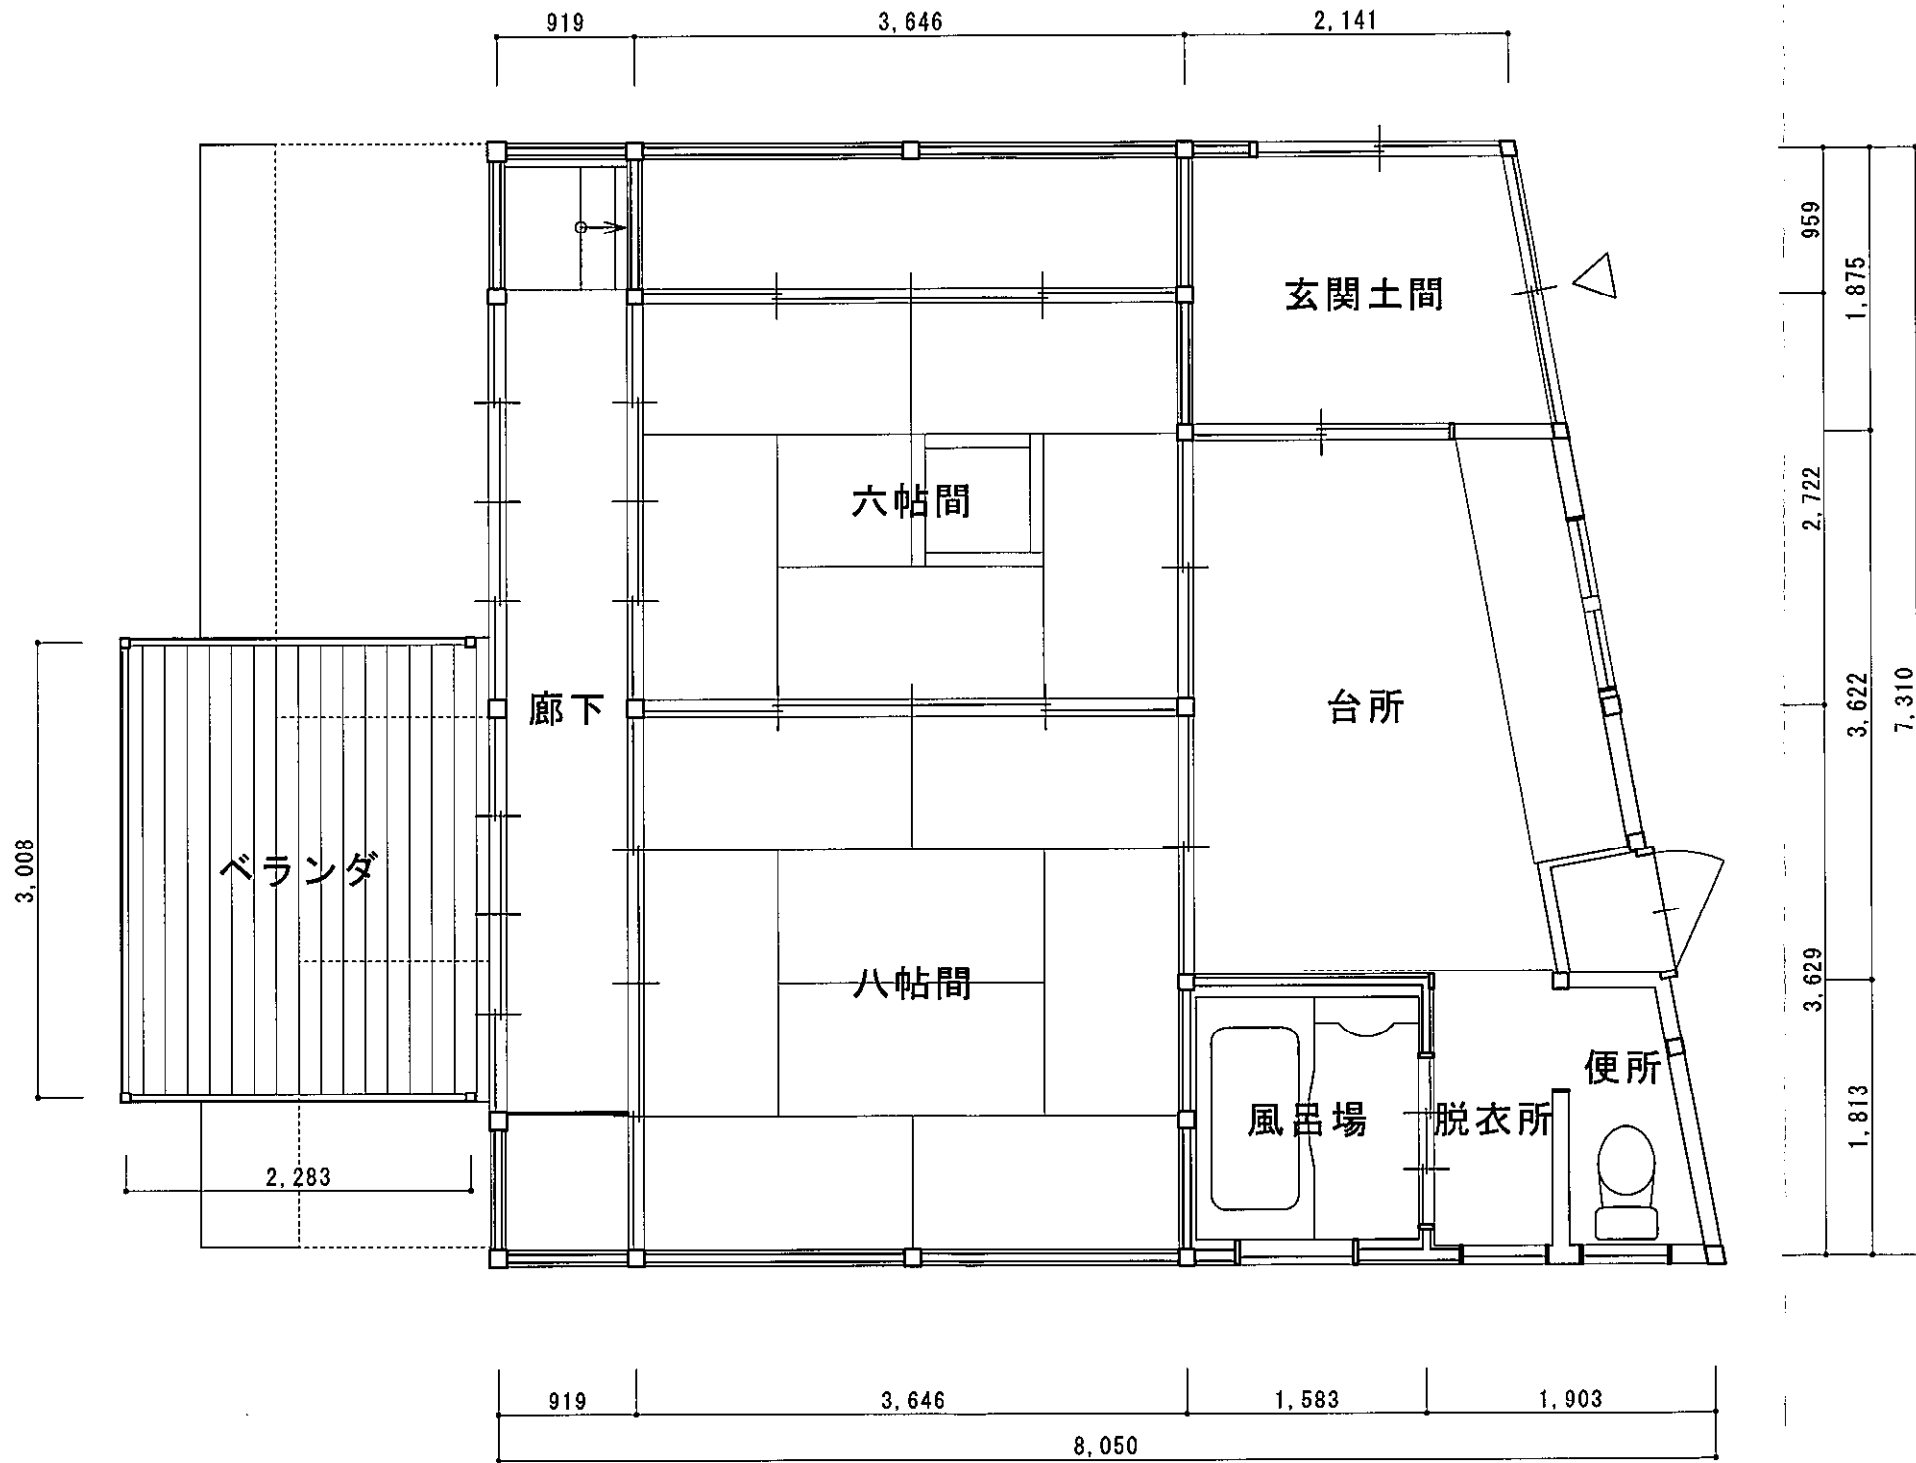 919
3,646
2,141
959
1,875
玄関土間
2,722
六帖間
廊下
台所
3,622
7,310
3,008
ベランダ
八帖間
3,629
便所
風呂場
脱衣所
1,813
2,283
919
3,646
1,583
1,903
8,050